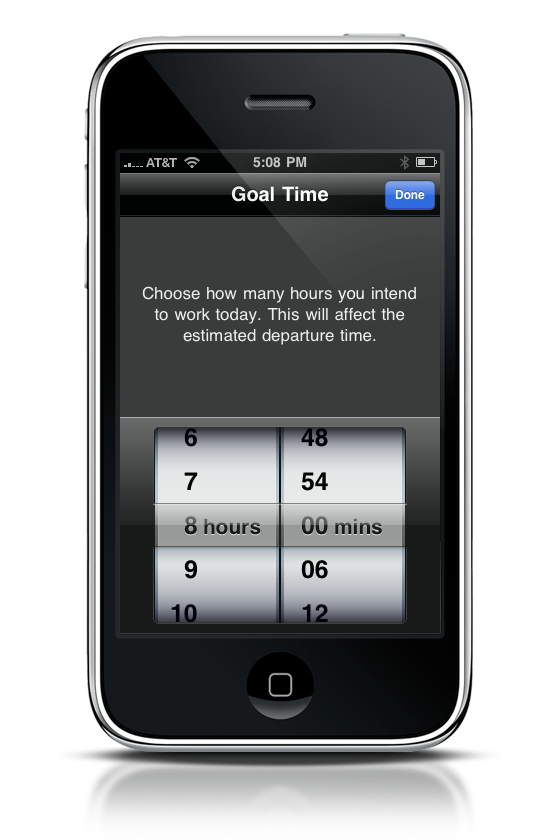 AT&T 5:08 PM
Goal Time Done
Choose how many hours you intend
to work today. This will affect the
estimated departure time.
6 48
7 54
8 hours 00 mins
9 06
10 12